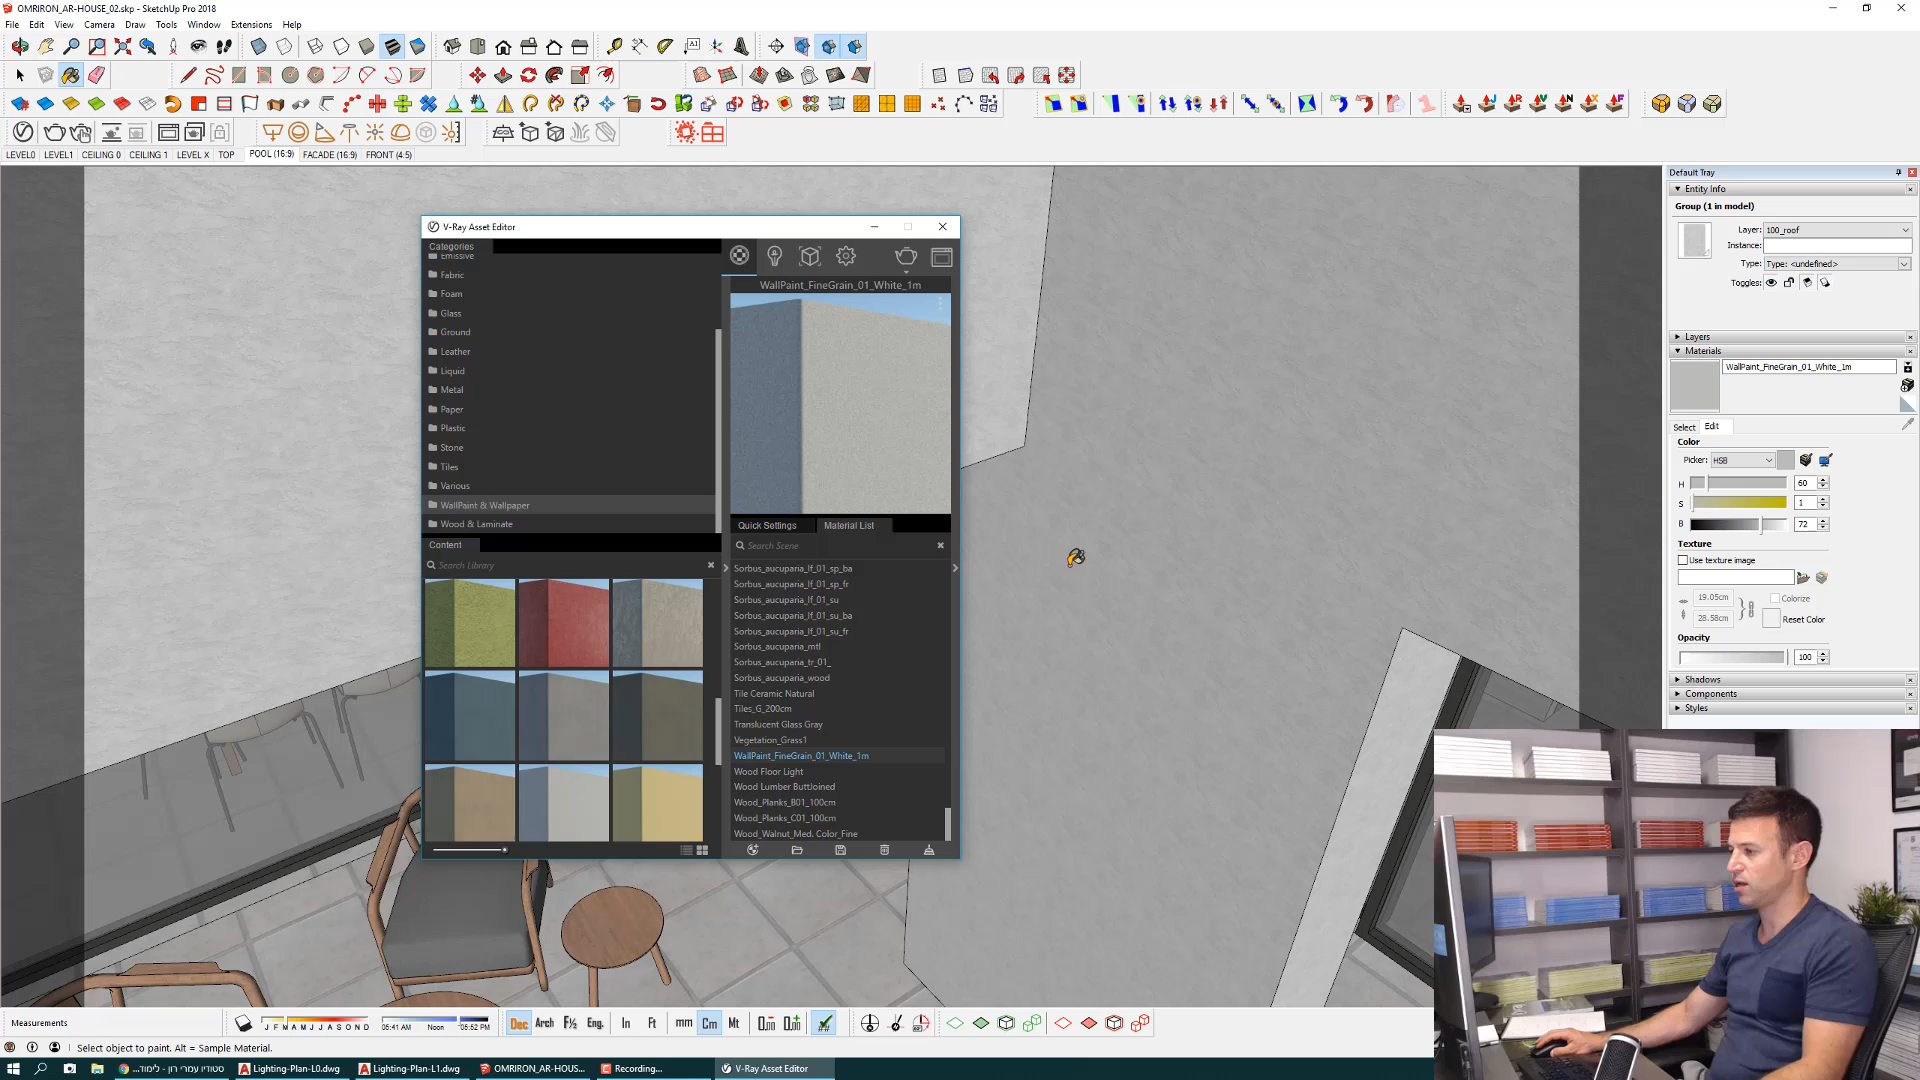 OMRIRON_AR-HOUSE_02.skp - SketchUp Pro 2018
File Edit View Camera Draw Tools Window Extensions Help
LEVEL0 LEVEL1 CEILING 0 CEILING 1 LEVEL X TOP POOL (16:9) FACADE (16:9) FRONT (4:5)
V-Ray Asset Editor
Categories
Emissive
Fabric
Foam
Glass
Ground
Leather
Liquid
Metal
Paper
Plastic
Stone
Tiles
Various
WallPaint & Wallpaper
Wood & Laminate
Content
Search Library
WallPaint_FineGrain_01_White_1m
Quick Settings Material List
Search Scene
Sorbus_aucuparia_lf_01_sp_ba
Sorbus_aucuparia_lf_01_sp_fr
Sorbus_aucuparia_lf_01_su
Sorbus_aucuparia_lf_01_su_ba
Sorbus_aucuparia_lf_01_su_fr
Sorbus_aucuparia_mtl
Sorbus_aucuparia_tr_01_
Sorbus_aucuparia_wood
Tile Ceramic Natural
Tiles_G_200cm
Translucent Glass Gray
Vegetation_Grass1
WallPaint_FineGrain_01_White_1m
Wood Floor Light
Wood Lumber ButtJoined
Wood_Planks_B01_100cm
Wood_Planks_C01_100cm
Wood_Walnut_Med. Color_Fine
Default Tray
Entity Info
Group (1 in model)
Layer: 100_roof
Instance:
Type: Type: <undefined>
Toggles:
Layers
Materials
WallPaint_FineGrain_01_White_1m
Select Edit
Color
Picker: HSB
H 60
S 1
B 72
Texture
Use texture image
19.05cm Colorize
28.58cm Reset Color
Opacity
100
Shadows
Components
Styles
Measurements
J F M A M J J A S O N D 06:41 AM Noon 05:52 PM Dec Arch F½ Eng. In Ft mm Cm Mt
Select object to paint. Alt = Sample Material.
סטודיו עמרי רון - לימוד... Lighting-Plan-L0.dwg Lighting-Plan-L1.dwg OMRIRON_AR-HOUS... Recording... V-Ray Asset Editor